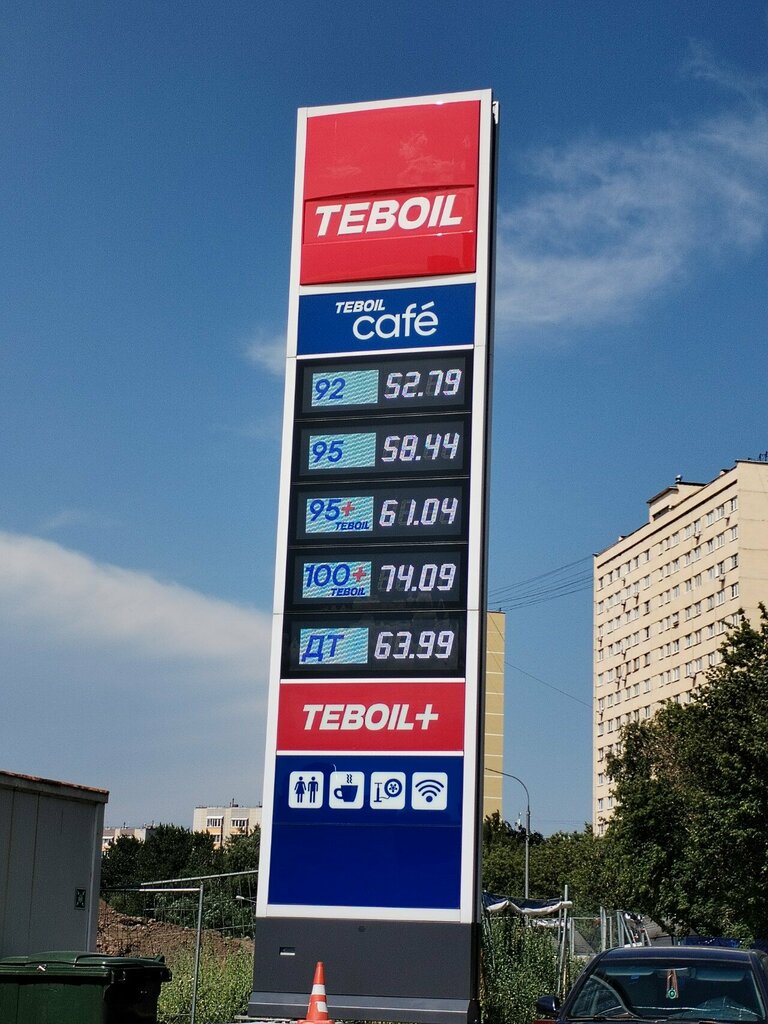 TEBOIL
TEBOIL
café
92 52.79
95 58.44
95+ TEBOIL 61.04
100+ TEBOIL 74.09
ДТ 63.99
TEBOIL+